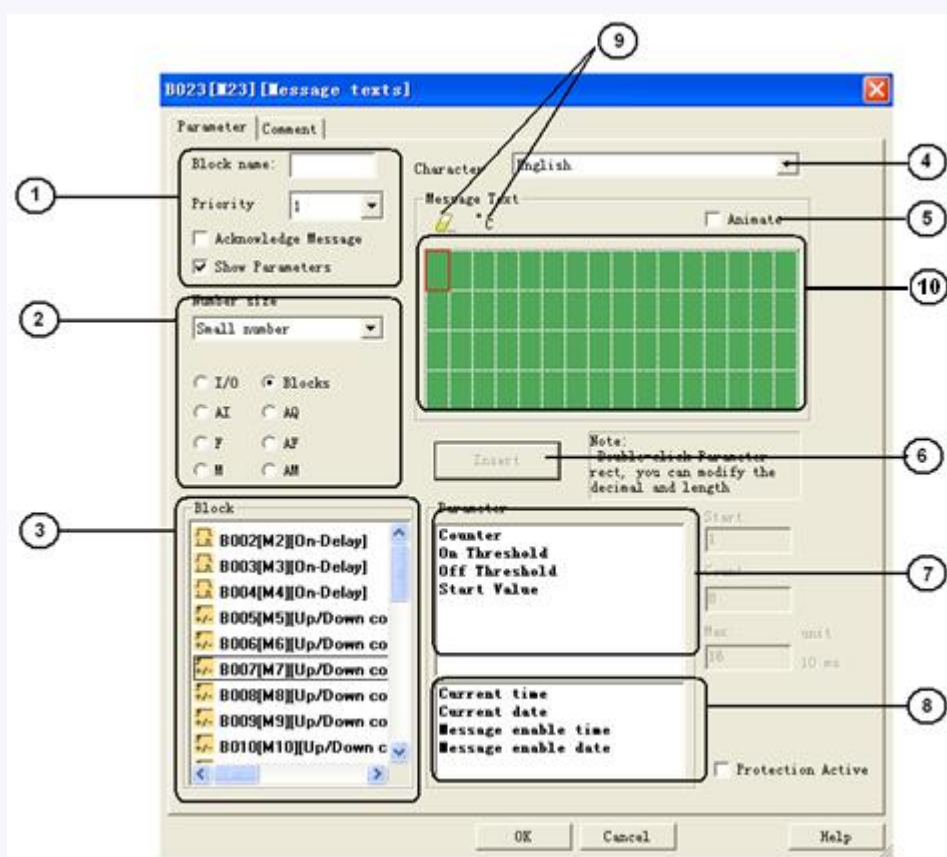 9
B023[M23][Message texts]
Parameter
Comment
1
Block name:
Priority
1
Acknowledge Message
Show Parameters
Character
English
4
Message Text
°C
Animate
5
10
2
Number size
Small number
I/O
Blocks
AI
AQ
F
AF
M
AM
Insert
Note:
Double-click Parameter
rect, you can modify the
decimal and length
6
3
Block
B002[M2][On-Delay]
B003[M3][On-Delay]
B004[M4][On-Delay]
B005[M5][Up/Down co
B006[M6][Up/Down co
B007[M7][Up/Down co
B008[M8][Up/Down co
B009[M9][Up/Down co
B010[M10][Up/Down c
Parameter
Counter
On Threshold
Off Threshold
Start Value
7
Start
1
8
Max
unit
16
10 ms
Current time
Current date
Message enable time
Message enable date
8
Protection Active
OK
Cancel
Help